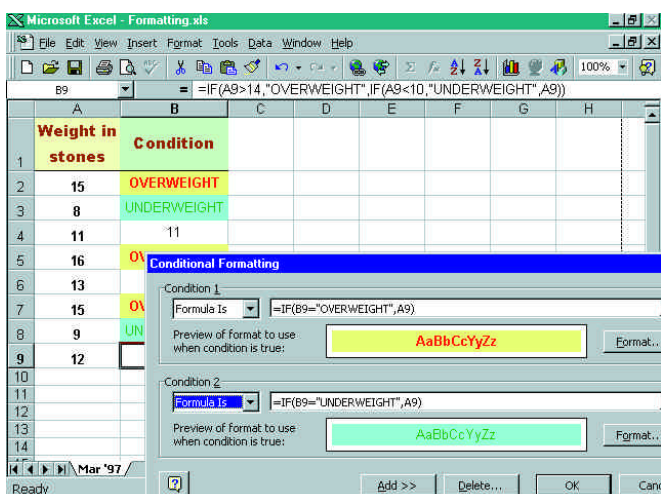 Microsoft Excel - Formatting.xls
File Edit View Insert Format Tools Data Window Help
100%
B9 = =IF(A9>14,"OVERWEIGHT",IF(A9<10,"UNDERWEIGHT",A9))
A B C D E F G H
1 Weight in stones Condition
2 15 OVERWEIGHT
3 8 UNDERWEIGHT
4 11 11
5 16 OV
6 13
7 15 OV
8 9 UN
9 12
10
11
12
13
14
Conditional Formatting
Condition 1
Formula Is =IF(B9="OVERWEIGHT",A9)
Preview of format to use when condition is true: AaBbCcYyZz Format..
Condition 2
Formula Is =IF(B9="UNDERWEIGHT",A9)
Preview of format to use when condition is true: AaBbCcYyZz Format..
Add >> Delete... OK Canc
Mar '97
Ready